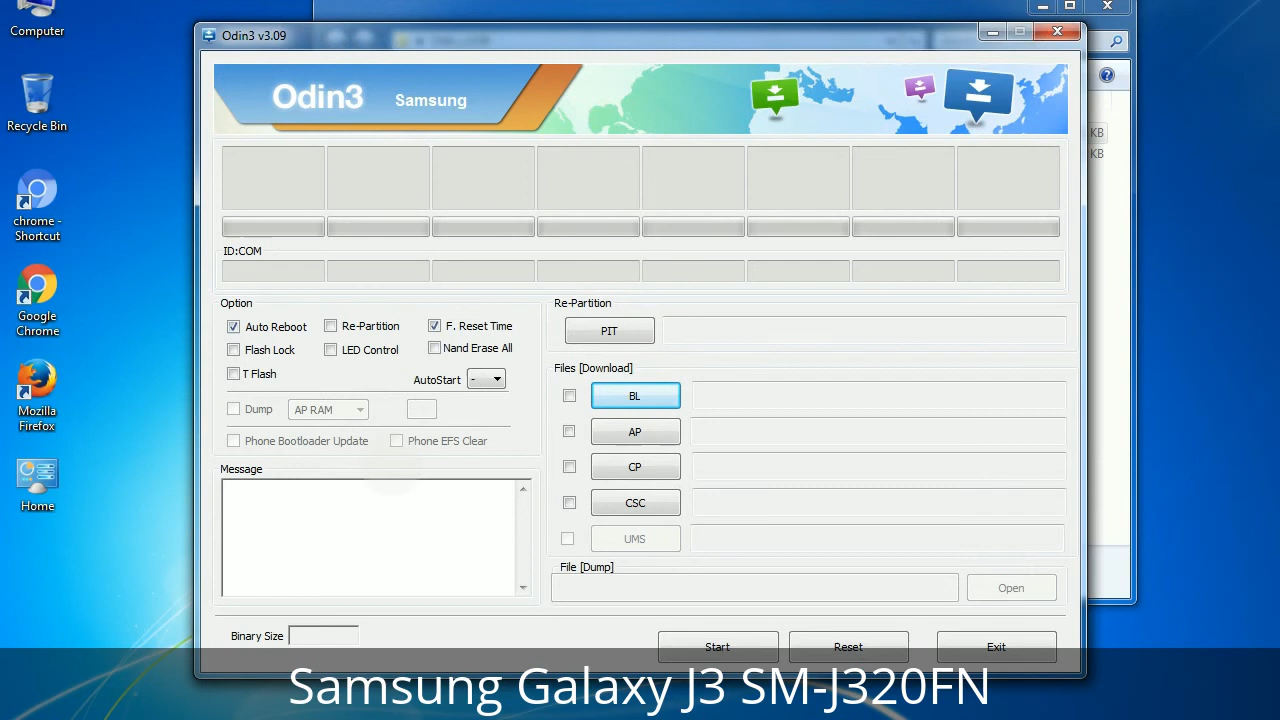 Computer
Recycle Bin
chrome -
Shortcut
Google
Chrome
Mozilla
Firefox
Home
Odin3 v3.09
Odin3 Samsung
KB
KB
ID:COM
Option
Auto Reboot
Re-Partition
F. Reset Time
Flash Lock
LED Control
Nand Erase All
T Flash
AutoStart -
Dump
AP RAM
Phone Bootloader Update
Phone EFS Clear
Message
Binary Size
Re-Partition
PIT
Files [Download]
BL
AP
CP
CSC
UMS
File [Dump]
Open
Start
Reset
Exit
Samsung Galaxy J3 SM-J320FN